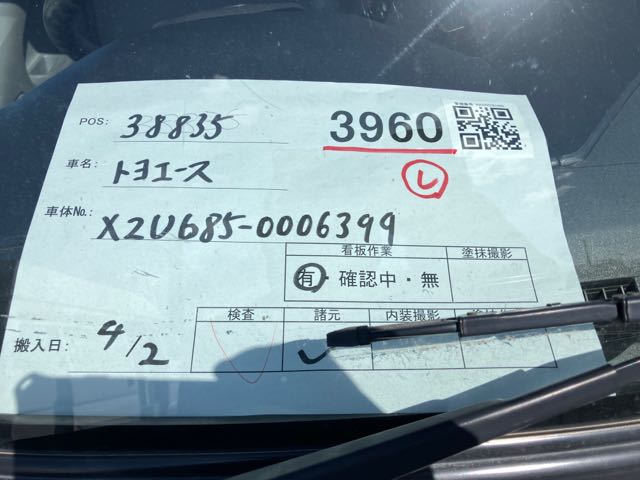 POS: 38835
3960
車名: トヨエース
レ
車体No.: X2U685-0006399
看板作業 塗抹撮影
有・確認中・無
検査 諸元 内装撮影
搬入日: 4/2